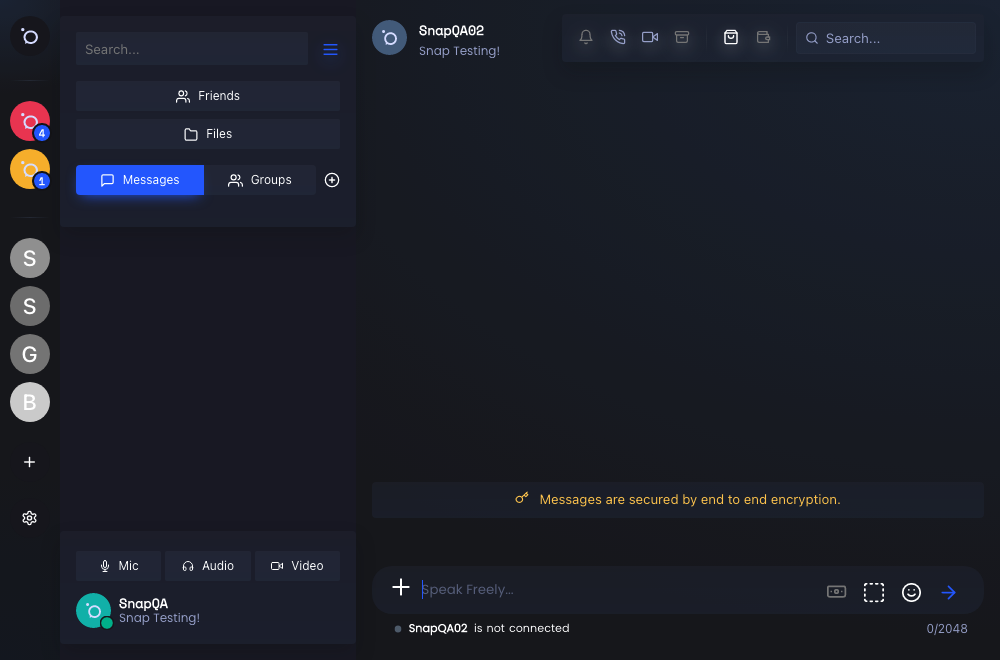 4
1
S
S
G
B
Search...
Friends
Files
Messages
Groups
Mic
Audio
Video
SnapQA
Snap Testing!
SnapQA02
Snap Testing!
Search...
Messages are secured by end to end encryption.
Speak Freely...
SnapQA02 is not connected
0/2048